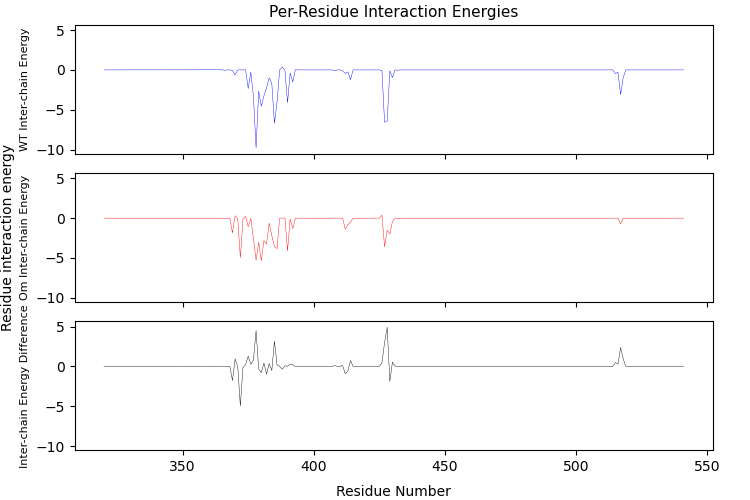 Per-Residue Interaction Energies
Residue interaction energy
WT Inter-chain Energy
5
0
−5
−10
Om Inter-chain Energy
5
0
−5
−10
Inter-chain Energy Difference
5
0
−5
−10
350
400
450
500
550
Residue Number